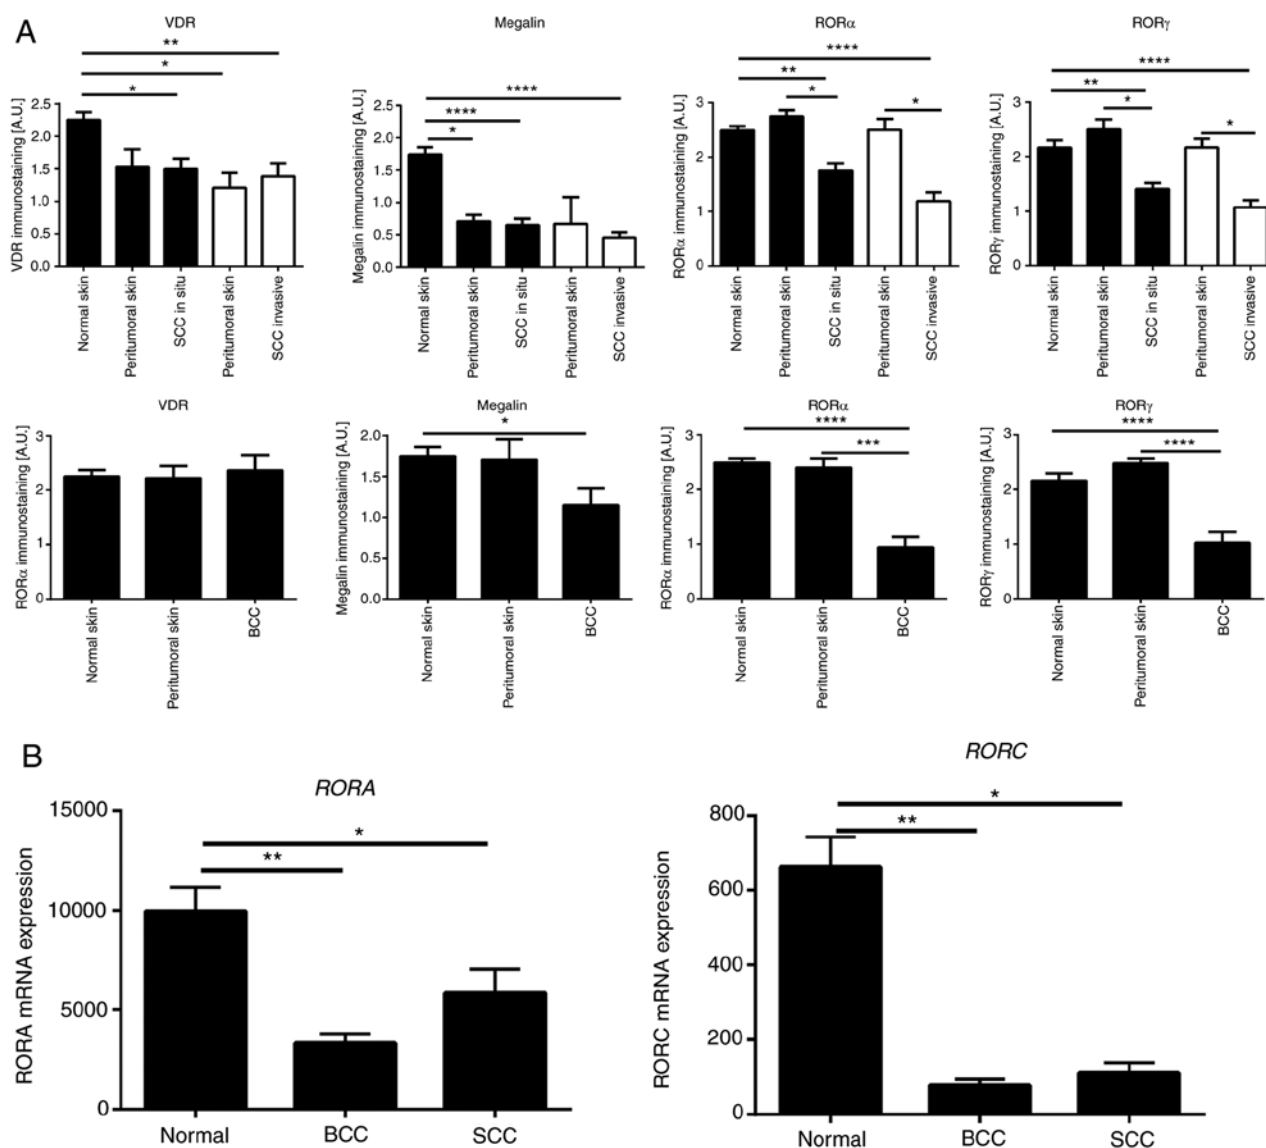 A
VDR
**
*
*
VDR immunostaining [A.U.]
2.5
2.0
1.5
1.0
0.5
0.0
Normal skin
Peritumoral skin
SCC in situ
Peritumoral skin
SCC invasive
Megalin
****
****
*
Megalin immunostaining [A.U.]
2.5
2.0
1.5
1.0
0.5
0.0
Normal skin
Peritumoral skin
SCC in situ
Peritumoral skin
SCC invasive
RORα
****
**
*
*
RORα immunostaining [A.U.]
3
2
1
0
Normal skin
Peritumoral skin
SCC in situ
Peritumoral skin
SCC invasive
RORγ
****
**
*
*
RORγ immunostaining [A.U.]
3
2
1
0
Normal skin
Peritumoral skin
SCC in situ
Peritumoral skin
SCC invasive
VDR
RORα immunostaining [A.U.]
3
2
1
0
Normal skin
Peritumoral skin
BCC
Megalin
*
Megalin immunostaining [A.U.]
2.0
1.5
1.0
0.5
0.0
Normal skin
Peritumoral skin
BCC
RORα
****
***
RORα immunostaining [A.U.]
3
2
1
0
Normal skin
Peritumoral skin
BCC
RORγ
****
****
RORγ immunostaining [A.U.]
3
2
1
0
Normal skin
Peritumoral skin
BCC
B
RORA
*
**
RORA mRNA expression
15000
10000
5000
0
Normal
BCC
SCC
RORC
*
**
RORC mRNA expression
800
600
400
200
0
Normal
BCC
SCC